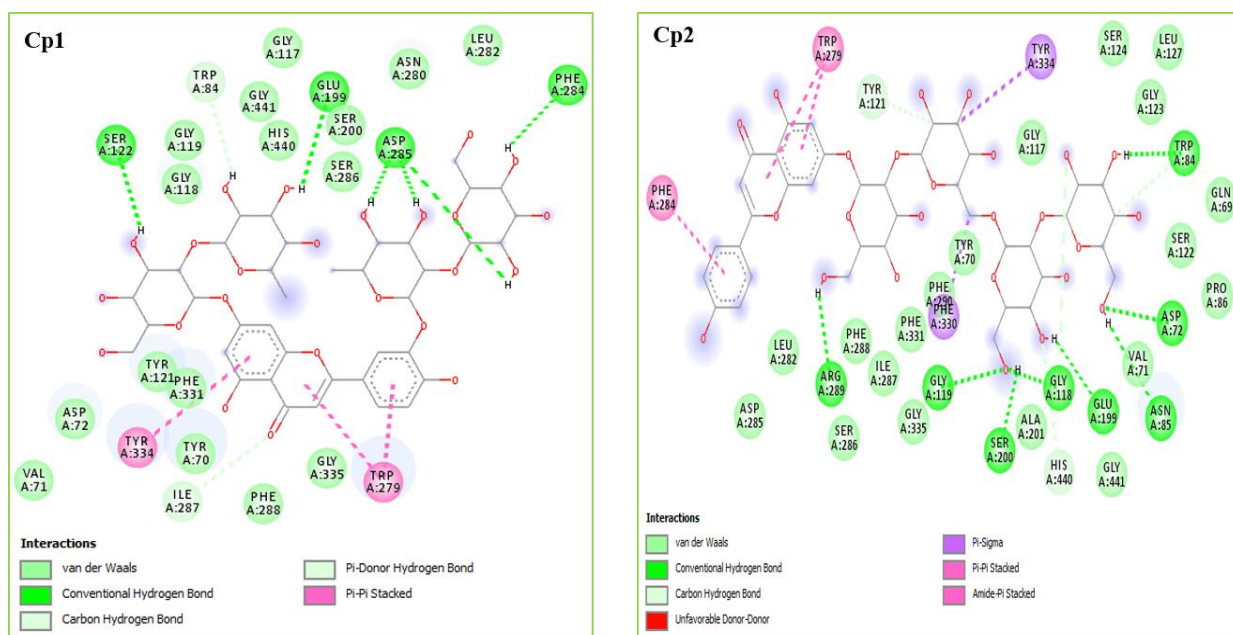 Cp1
GLY
A:117
LEU
A:282
ASN
A:280
TRP
A:84
GLY
A:441
GLU
A:199
PHE
A:284
SER
A:122
GLY
A:119
HIS
A:440
SER
A:200
ASP
A:285
GLY
A:118
SER
A:286
H
H
H
H
H
H
H
O
TYR
A:121
PHE
A:331
ASP
A:72
TYR
A:334
TYR
A:70
VAL
A:71
ILE
A:287
PHE
A:288
GLY
A:335
TRP
A:279
Interactions
van der Waals
Conventional Hydrogen Bond
Carbon Hydrogen Bond
Pi-Donor Hydrogen Bond
Pi-Pi Stacked
Cp2
TRP
A:279
TYR
A:334
SER
A:124
LEU
A:127
TYR
A:121
GLY
A:123
GLY
A:117
TRP
A:84
PHE
A:284
GLN
A:69
TYR
A:70
SER
A:122
PRO
A:86
PHE
A:290
PHE
A:330
ASP
A:72
LEU
A:282
PHE
A:288
PHE
A:331
VAL
A:71
ARG
A:289
ILE
A:287
GLY
A:119
GLY
A:118
GLU
A:199
ASN
A:85
ASP
A:285
SER
A:286
GLY
A:335
ALA
A:201
SER
A:200
HIS
A:440
GLY
A:441
Interactions
van der Waals
Conventional Hydrogen Bond
Carbon Hydrogen Bond
Unfavorable Donor-Donor
Pi-Sigma
Pi-Pi Stacked
Amide-Pi Stacked